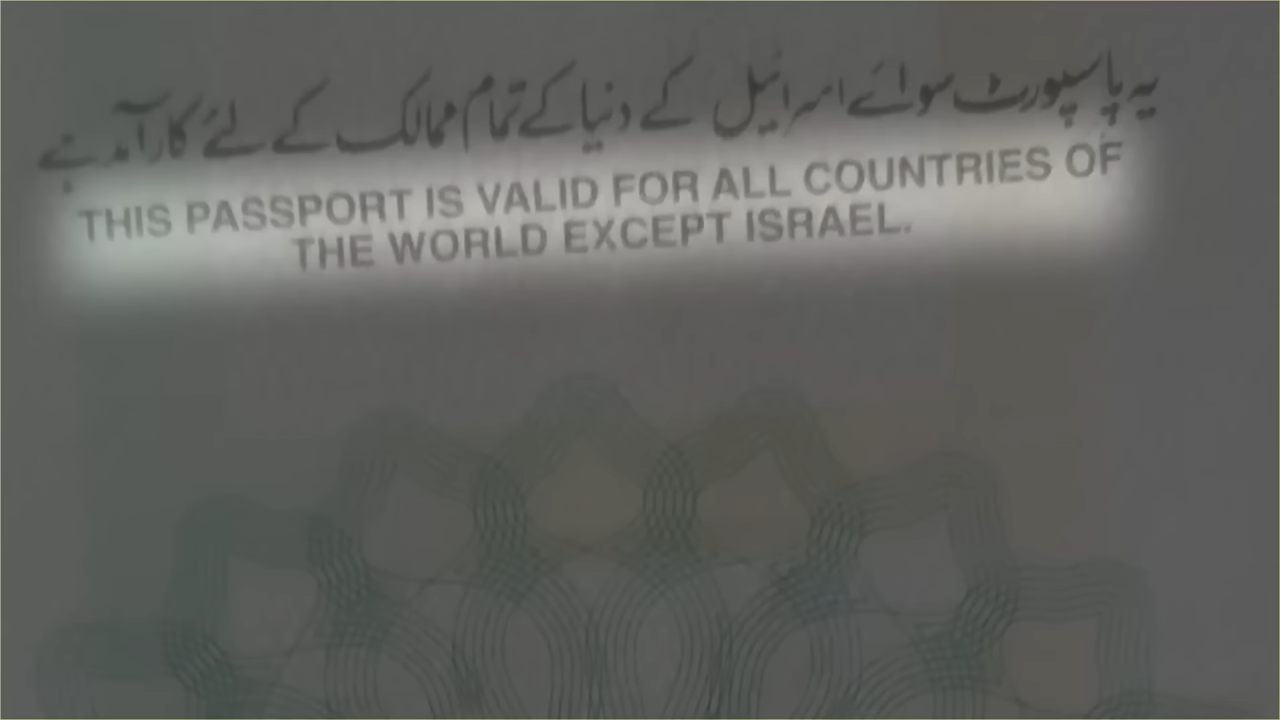 یہ پاسپورٹ سوائے اسرائیل کے دنیا کے تمام ممالک کے لئے کارآمد ہے
THIS PASSPORT IS VALID FOR ALL COUNTRIES OF
THE WORLD EXCEPT ISRAEL.